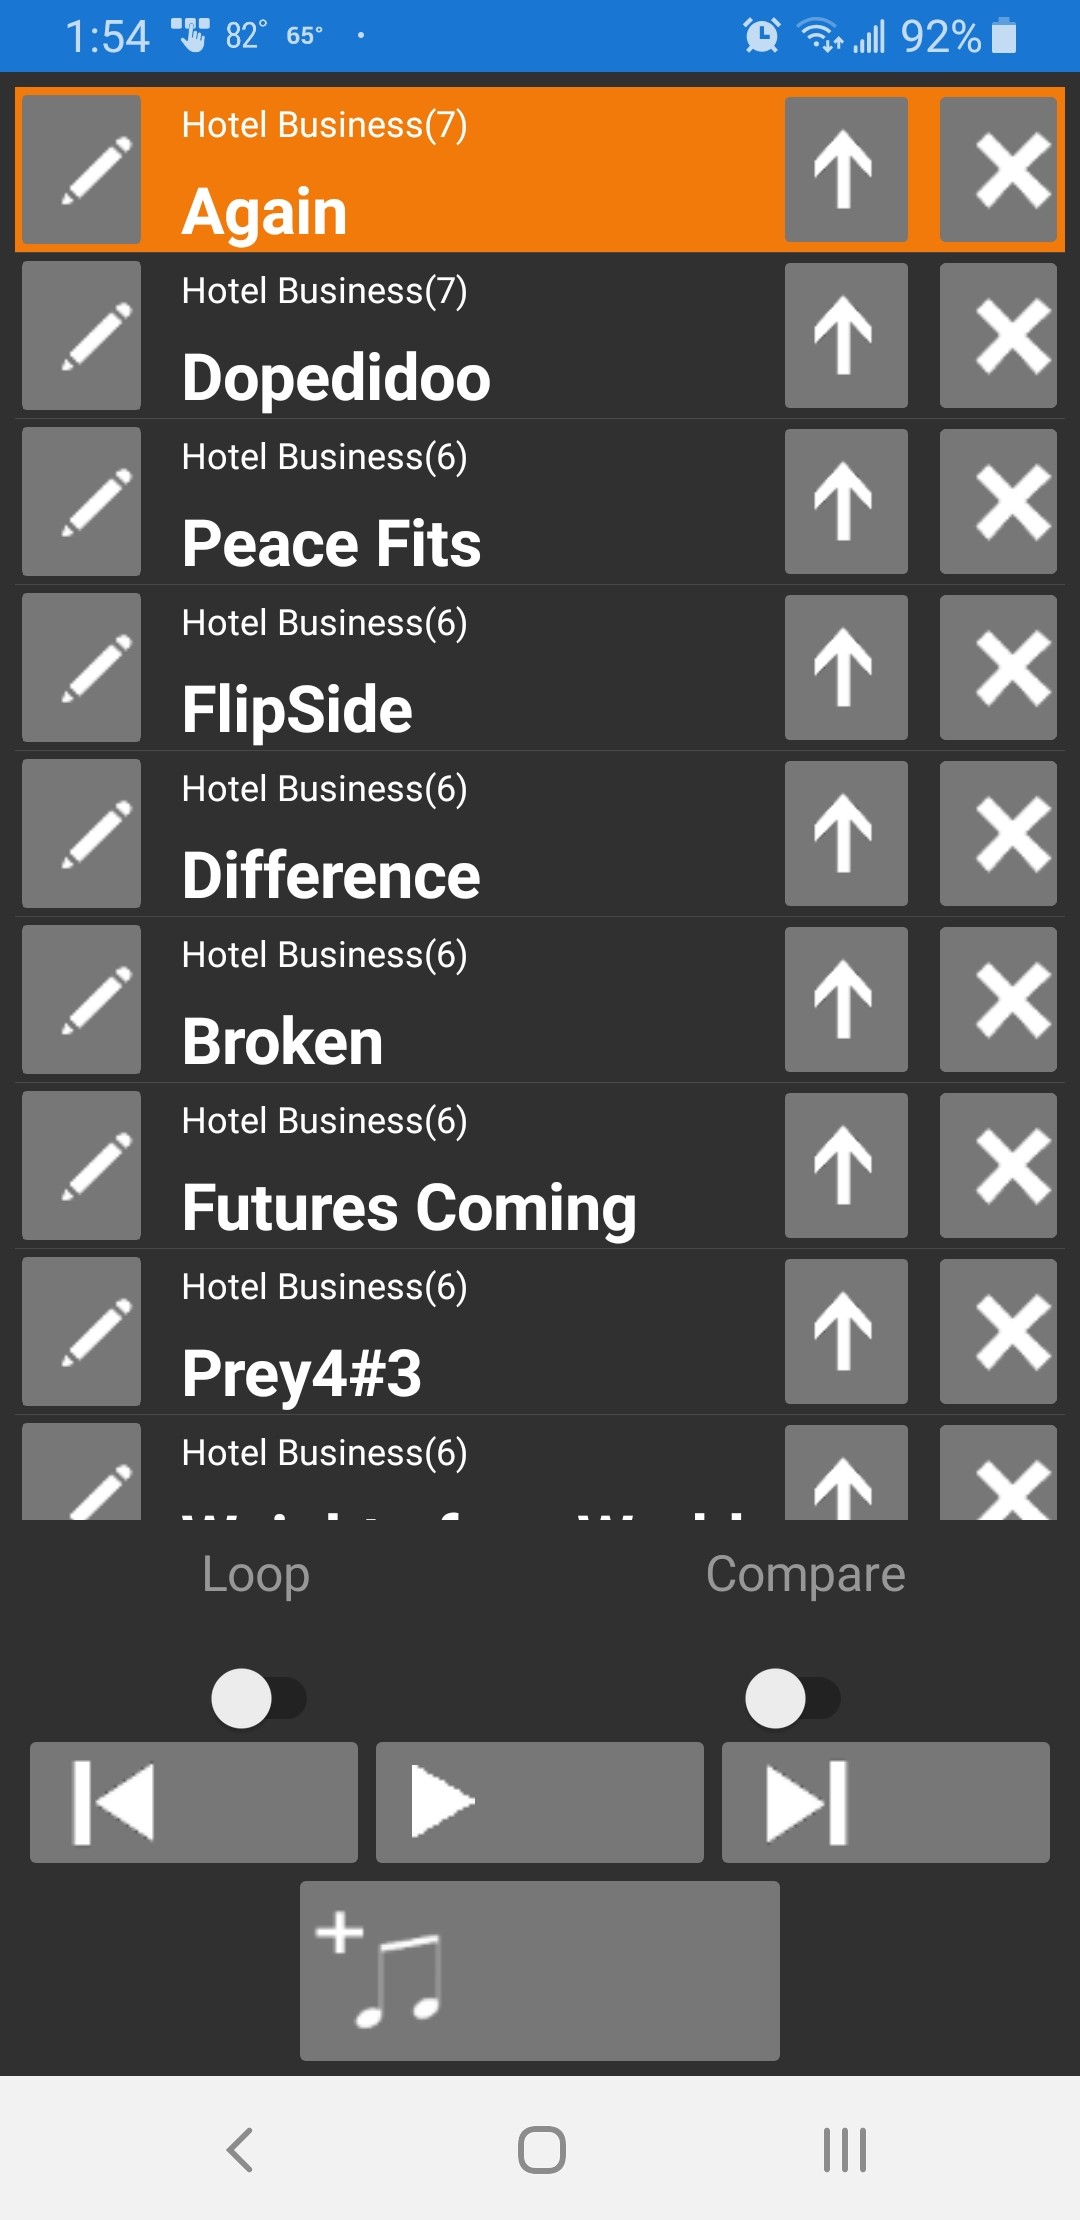 1:54 82° 65° 92%
Hotel Business(7)
Again
Hotel Business(7)
Dopedidoo
Hotel Business(6)
Peace Fits
Hotel Business(6)
FlipSide
Hotel Business(6)
Difference
Hotel Business(6)
Broken
Hotel Business(6)
Futures Coming
Hotel Business(6)
Prey4#3
Hotel Business(6)
Loop Compare